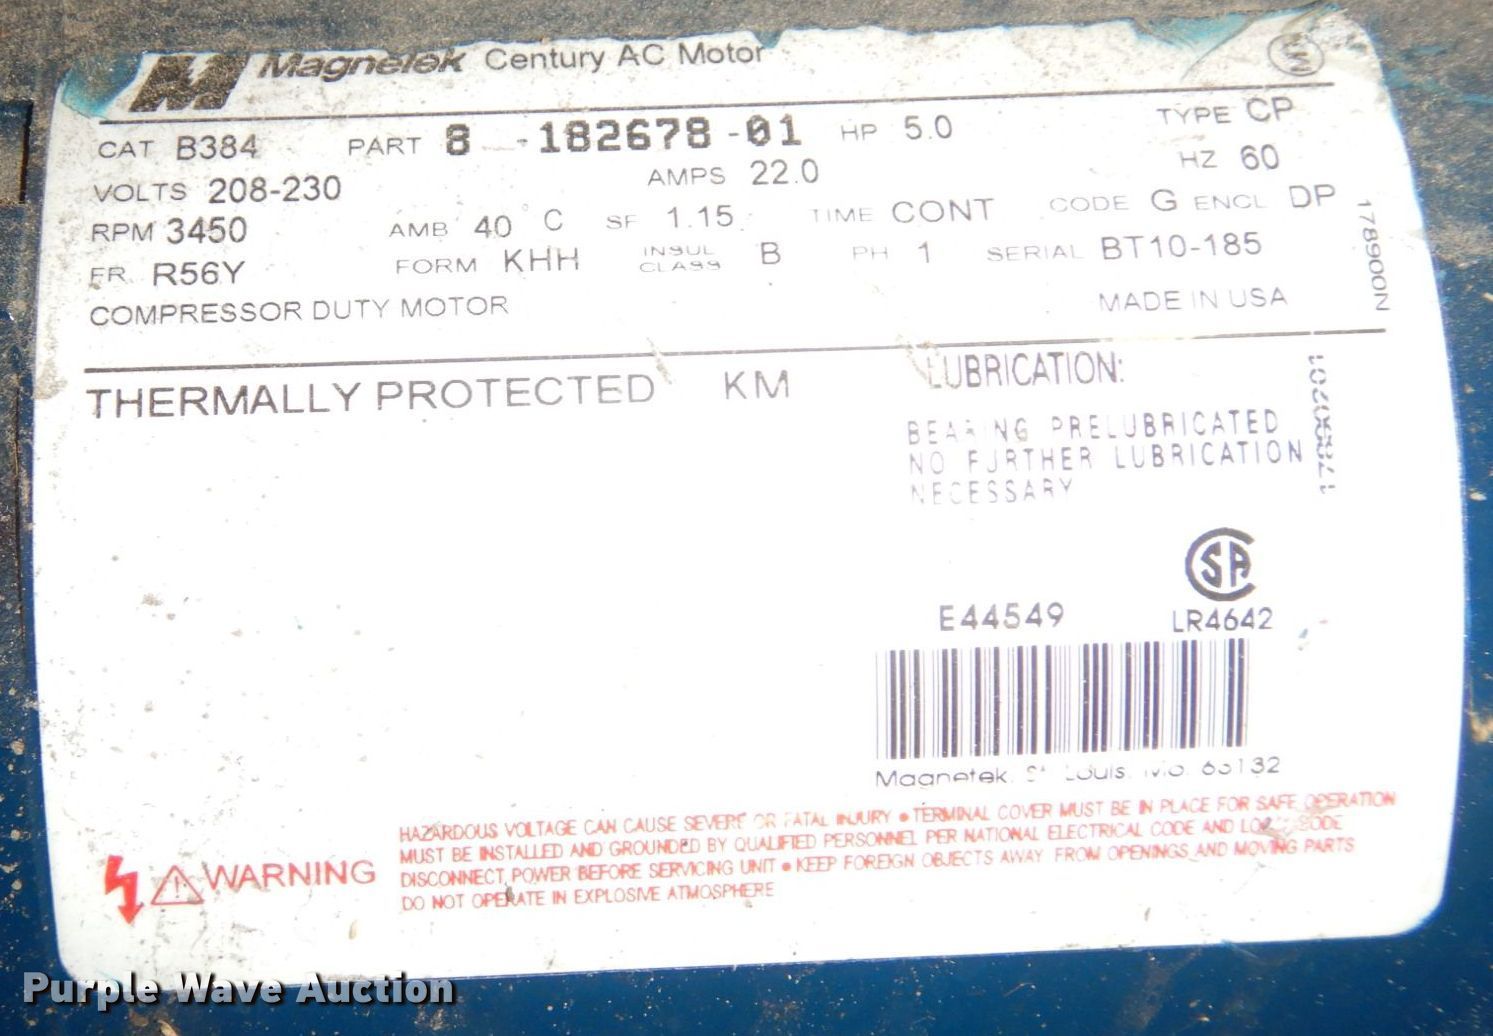 Magnetek Century AC Motor
CAT B384 PART 8 -182678-01 HP 5.0 TYPE CP
VOLTS 208-230 AMPS 22.0 HZ 60
RPM 3450 AMB 40°C SF 1.15 TIME CONT CODE G ENCL DP
FR R56Y FORM KHH INSUL CLASS B PH 1 SERIAL BT10-185
COMPRESSOR DUTY MOTOR MADE IN USA
178900N
THERMALLY PROTECTED KM
LUBRICATION:
BEARING PRELUBRICATED
NO FURTHER LUBRICATION
NECESSARY
CSA
E44549 LR4642
Magnetek, St. Louis, Mo.
WARNING
HAZARDOUS VOLTAGE CAN CAUSE SEVERE OR FATAL INJURY • TERMINAL COVER MUST BE IN PLACE FOR SAFE OPERATION
MUST BE INSTALLED AND GROUNDED BY QUALIFIED PERSONNEL PER NATIONAL ELECTRICAL CODE AND LOCAL CODE
DISCONNECT POWER BEFORE SERVICING UNIT • KEEP FOREIGN OBJECTS AWAY FROM OPENINGS AND MOVING PARTS
DO NOT OPERATE IN EXPLOSIVE ATMOSPHERE
Purple Wave Auction